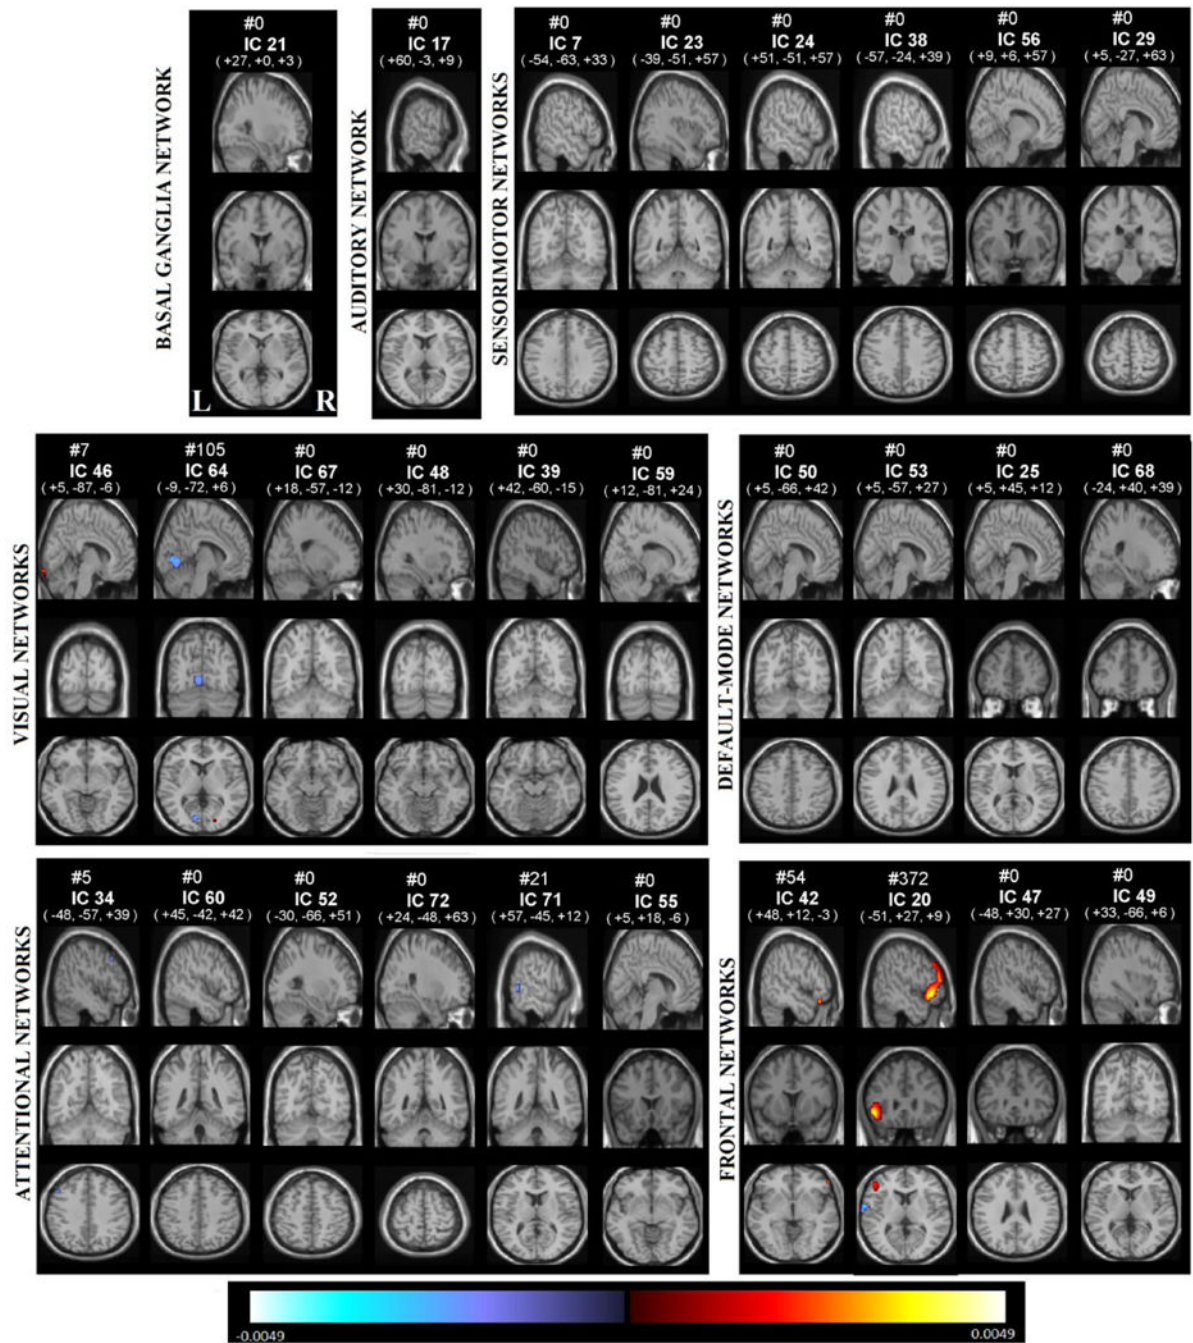 BASAL GANGLIA NETWORK
#0
IC 21
(+27, +0, +3)
L R
AUDITORY NETWORK
#0
IC 17
(+60, -3, +9)
SENSORIMOTOR NETWORKS
#0 #0 #0 #0 #0 #0
IC 7 IC 23 IC 24 IC 38 IC 56 IC 29
(-54, -63, +33) (-39, -51, +57) (+51, -51, +57) (-57, -24, +39) (+9, +6, +57) (+5, -27, +63)
VISUAL NETWORKS
#7 #105 #0 #0 #0 #0
IC 46 IC 64 IC 67 IC 48 IC 39 IC 59
(+5, -87, -6) (-9, -72, +6) (+18, -57, -12) (+30, -81, -12) (+42, -60, -15) (+12, -81, +24)
DEFAULT-MODE NETWORKS
#0 #0 #0 #0
IC 50 IC 53 IC 25 IC 68
(+5, -66, +42) (+5, -57, +27) (+5, +45, +12) (-24, +40, +39)
ATTENTIONAL NETWORKS
#5 #0 #0 #0 #21 #0
IC 34 IC 60 IC 52 IC 72 IC 71 IC 55
(-48, -57, +39) (+45, -42, +42) (-30, -66, +51) (+24, -48, +63) (+57, -45, +12) (+5, +18, -6)
FRONTAL NETWORKS
#54 #372 #0 #0
IC 42 IC 20 IC 47 IC 49
(+48, +12, -3) (-51, +27, +9) (-48, +30, +27) (+33, -66, +6)
-0.0049 0.0049